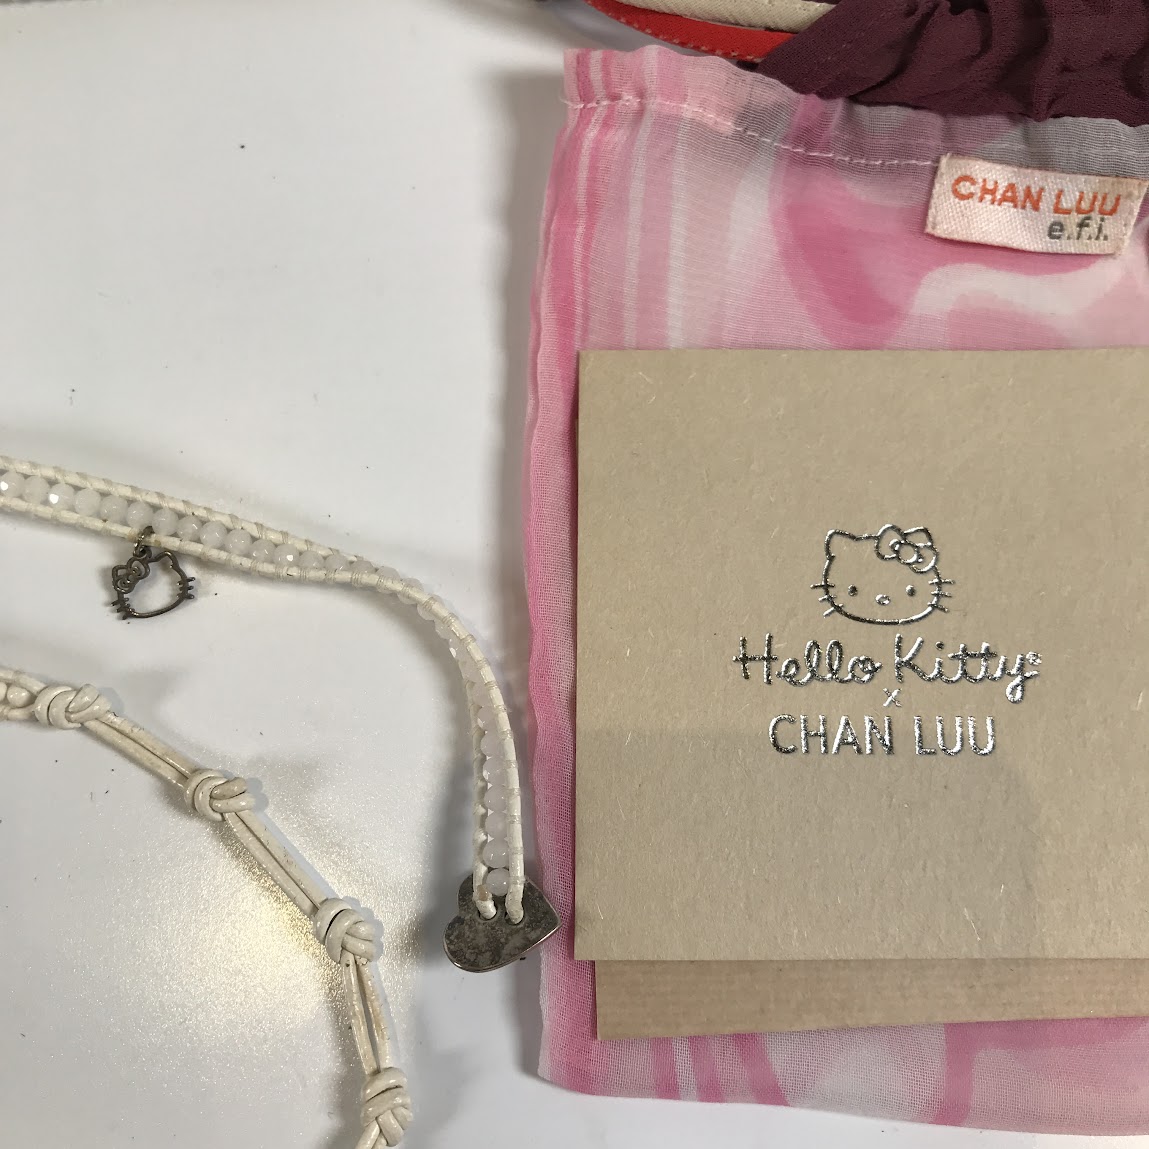 CHAN LUU
e.f.i.
Hello Kitty®
x
CHAN LUU